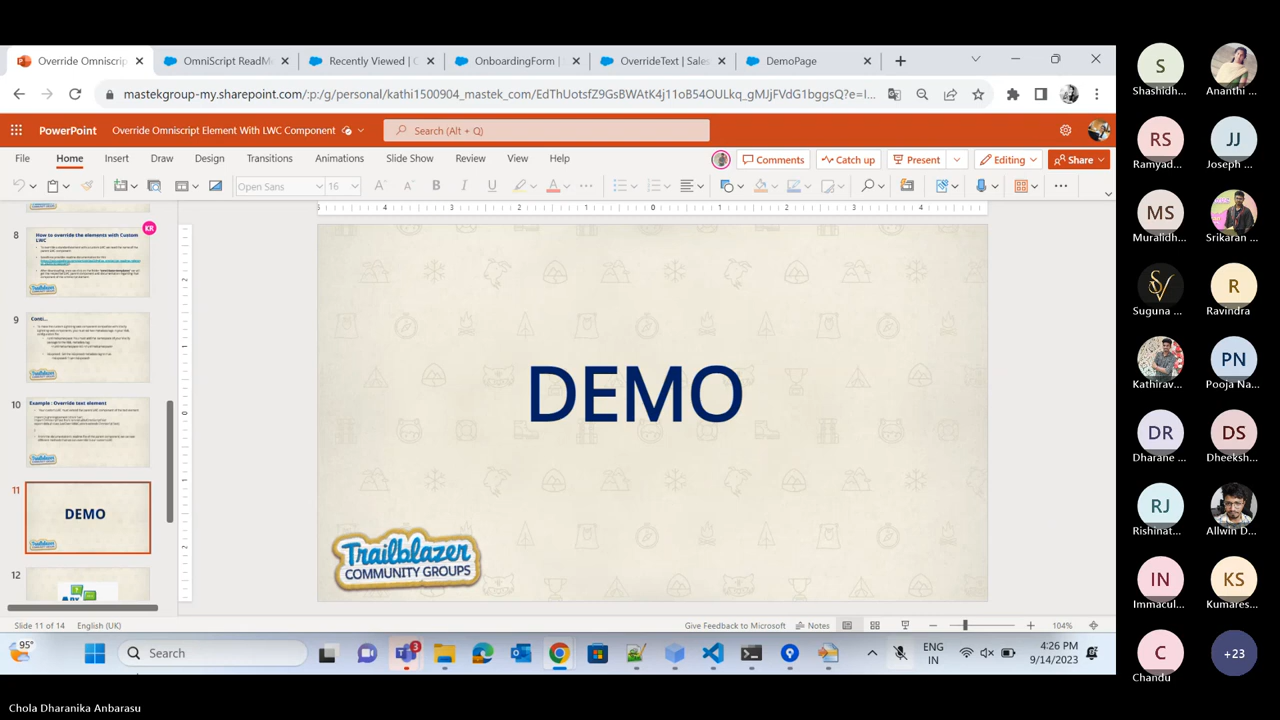 Override Omniscrip
OmniScript ReadMe
Recently Viewed | C
OnboardingForm |
OverrideText | Sales
DemoPage
mastekgroup-my.sharepoint.com/:p:/g/personal/kathi1500904_mastek_com/EdThUotsfZ9GsBWAtK4j11oB54OULkq_gMJjFVdG1bggsQ?e=l...
PowerPoint
Override Omniscript Element With LWC Component
Search (Alt + Q)
File
Home
Insert
Draw
Design
Transitions
Animations
Slide Show
Review
View
Help
Comments
Catch up
Present
Editing
Share
Open Sans
16
8
How to override the elements with Custom
LWC
KR
9
Conti...
10
Example : Override text element
11
DEMO
12
DEMO
Trailblazer
COMMUNITY GROUPS
Slide 11 of 14
English (UK)
Give Feedback to Microsoft
Notes
104%
95°
Search
3
ENG
IN
4:26 PM
9/14/2023
S
Shashidh...
Ananthi ...
RS
Ramyad...
JJ
Joseph ...
MS
Muralidh...
Srikaran ...
SV
Suguna ...
R
Ravindra
Kathirav...
PN
Pooja Na...
DR
Dharane ...
DS
Dheeksh...
RJ
Rishinat...
Allwin D...
IN
Immacul...
KS
Kumares...
C
Chandu
+23
Chola Dharanika Anbarasu